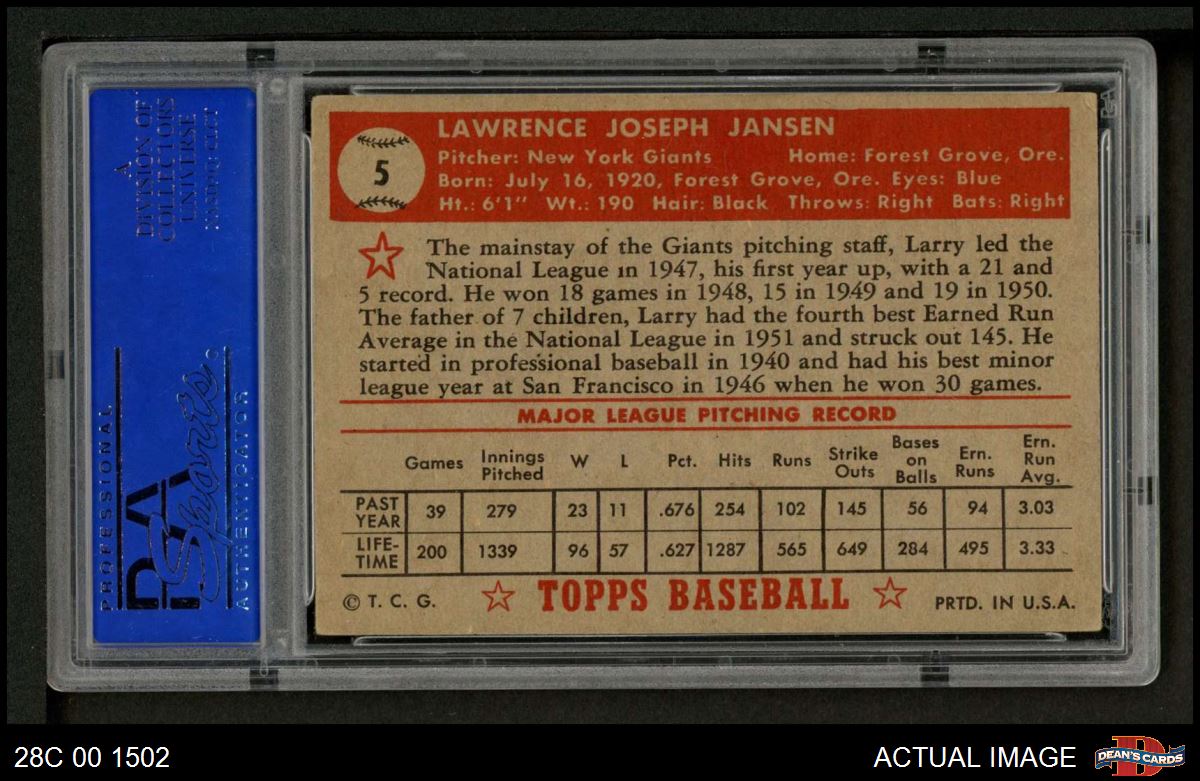 A
DIVISION OF
COLLECTORS
UNIVERSE
NASDAQ: CLCT
PROFESSIONAL
PSA
Sports
AUTHENTICATOR
5
LAWRENCE JOSEPH JANSEN
Pitcher: New York Giants Home: Forest Grove, Ore.
Born: July 16, 1920, Forest Grove, Ore. Eyes: Blue
Ht.: 6'1" Wt.: 190 Hair: Black Throws: Right Bats: Right
The mainstay of the Giants pitching staff, Larry led the
National League in 1947, his first year up, with a 21 and
5 record. He won 18 games in 1948, 15 in 1949 and 19 in 1950.
The father of 7 children, Larry had the fourth best Earned Run
Average in the National League in 1951 and struck out 145. He
started in professional baseball in 1940 and had his best minor
league year at San Francisco in 1946 when he won 30 games.
MAJOR LEAGUE PITCHING RECORD
Games Innings Pitched W L Pct. Hits Runs Strike Outs Bases on Balls Ern. Runs Ern. Run Avg.
PAST YEAR 39 279 23 11 .676 254 102 145 56 94 3.03
LIFE-TIME 200 1339 96 57 .627 1287 565 649 284 495 3.33
© T. C. G. TOPPS BASEBALL PRTD. IN U.S.A.
28C 00 1502 ACTUAL IMAGE DEAN'S CARDS